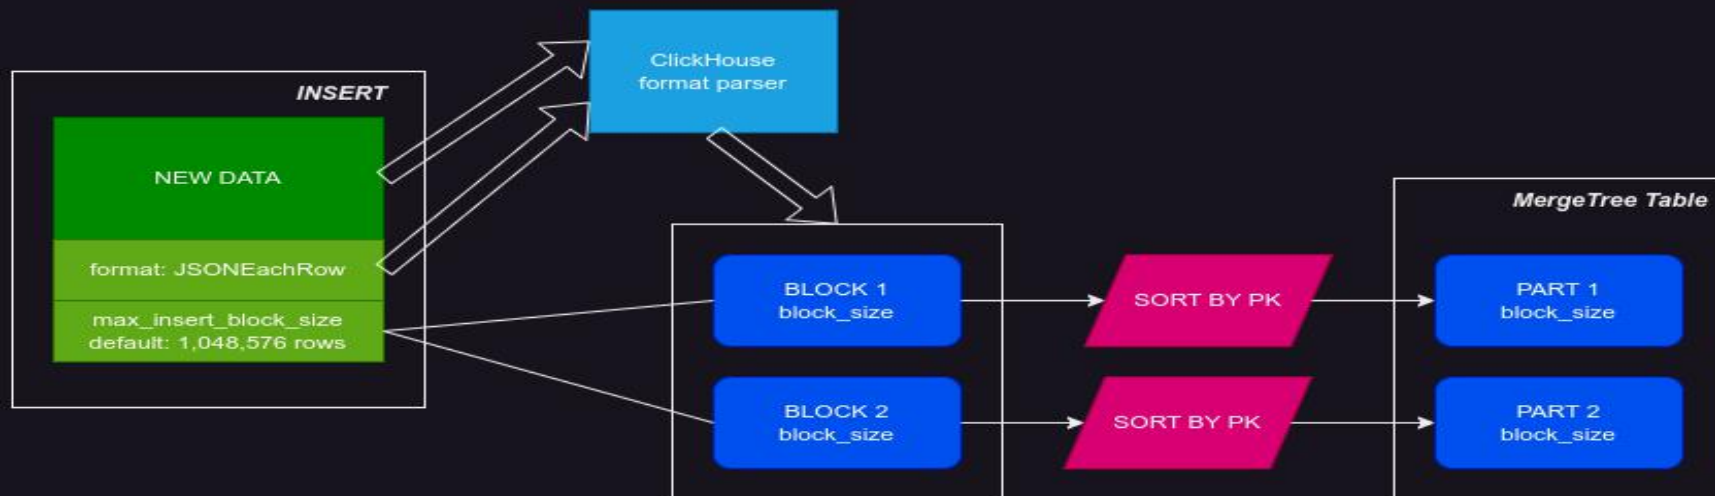 INSERT
NEW DATA
format: JSONEachRow
max_insert_block_size
default: 1,048,576 rows
ClickHouse
format parser
BLOCK 1
block_size
BLOCK 2
block_size
SORT BY PK
SORT BY PK
MergeTree Table
PART 1
block_size
PART 2
block_size